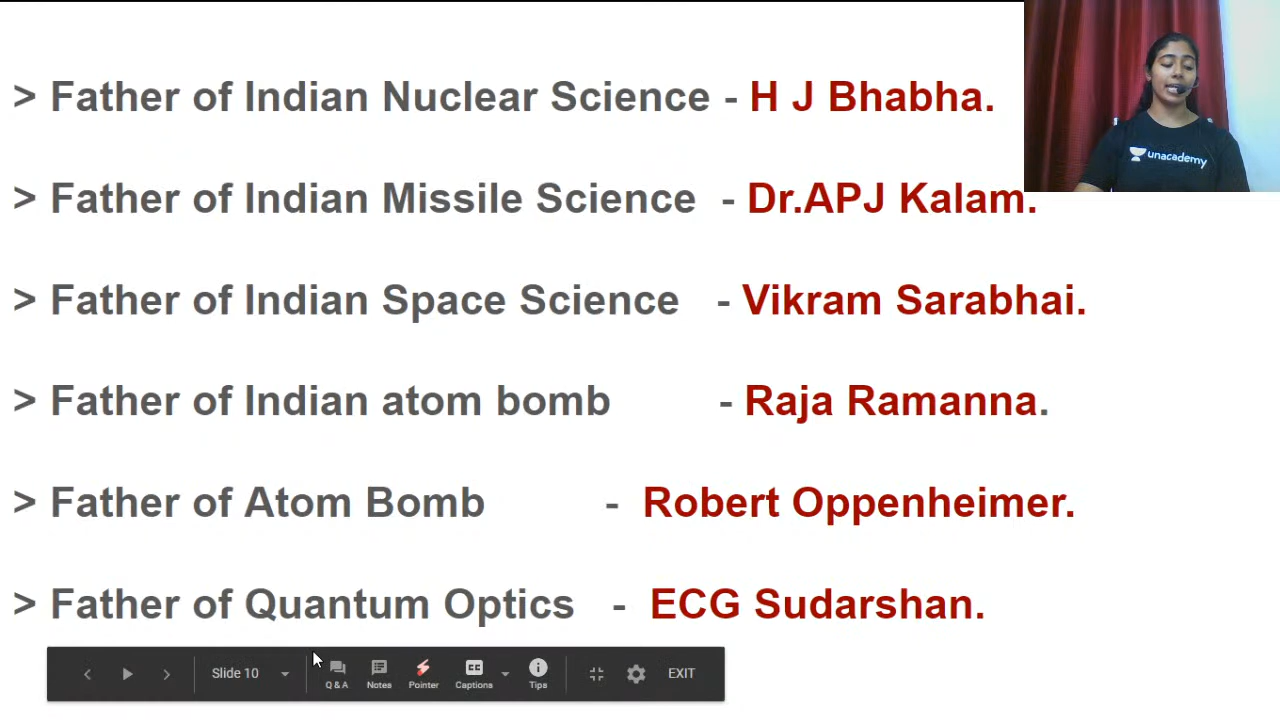 > Father of Indian Nuclear Science - H J Bhabha.
unacademy
> Father of Indian Missile Science - Dr.APJ Kalam.
> Father of Indian Space Science - Vikram Sarabhai.
> Father of Indian atom bomb - Raja Ramanna.
> Father of Atom Bomb - Robert Oppenheimer.
> Father of Quantum Optics - ECG Sudarshan.
Slide 10 Q & A Notes Pointer CC Captions Tips EXIT